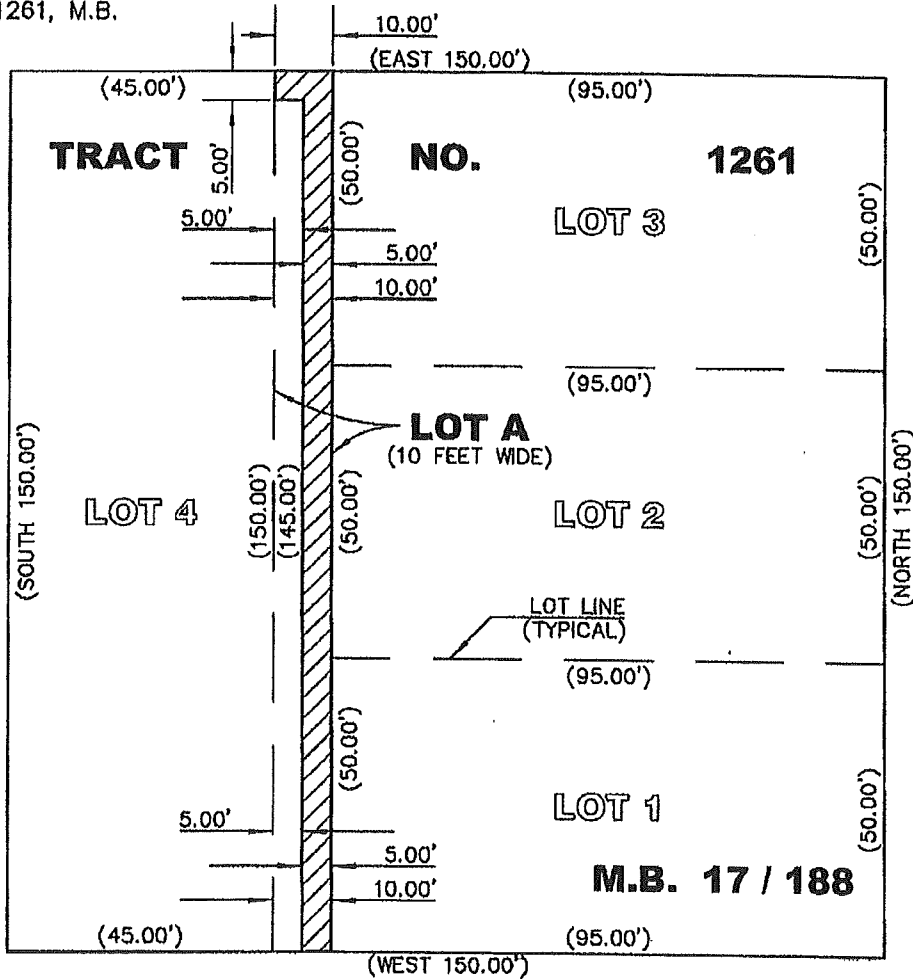 1261, M.B.
10.00'
(EAST 150.00')
(45.00')
(95.00')
TRACT NO. 1261
5.00'
(50.00')
(50.00')
LOT 3
5.00'
5.00'
10.00'
(95.00')
LOT A
(10 FEET WIDE)
(SOUTH 150.00')
LOT 4
(150.00')
(145.00')
(50.00')
LOT 2
(50.00')
(NORTH 150.00')
LOT LINE
(TYPICAL)
(95.00')
(50.00')
LOT 1
(50.00')
5.00'
5.00'
10.00'
M.B. 17 / 188
(45.00')
(95.00')
(WEST 150.00')